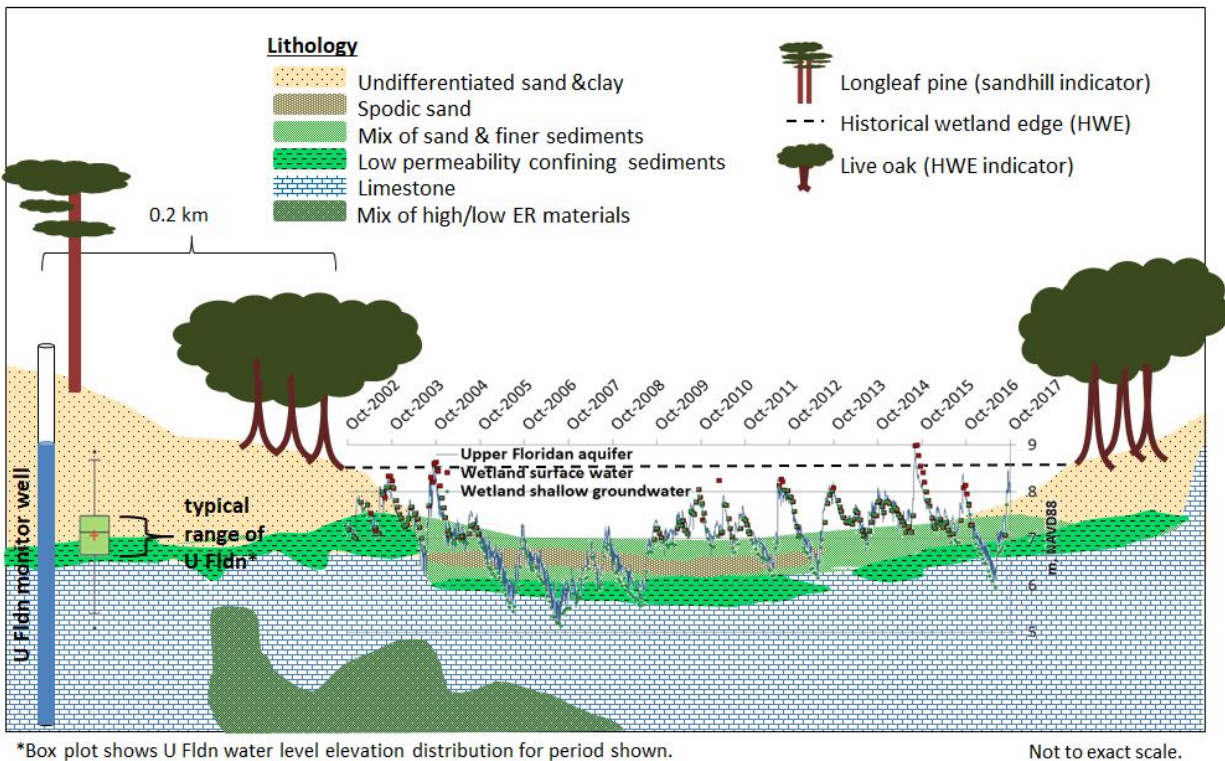 Lithology
Undifferentiated sand &clay
Spodic sand
Mix of sand & finer sediments
Low permeability confining sediments
Limestone
Mix of high/low ER materials
Longleaf pine (sandhill indicator)
Historical wetland edge (HWE)
Live oak (HWE indicator)
0.2 km
Oct-2002
Oct-2003
Oct-2004
Oct-2005
Oct-2006
Oct-2007
Oct-2008
Oct-2009
Oct-2010
Oct-2011
Oct-2012
Oct-2013
Oct-2014
Oct-2015
Oct-2016
Oct-2017
Upper Floridan aquifer
Wetland surface water
Wetland shallow groundwater
9
8
7
6
5
m, NAVD88
U Fldn monitor well
typical
range of
U Fldn*
*Box plot shows U Fldn water level elevation distribution for period shown.
Not to exact scale.